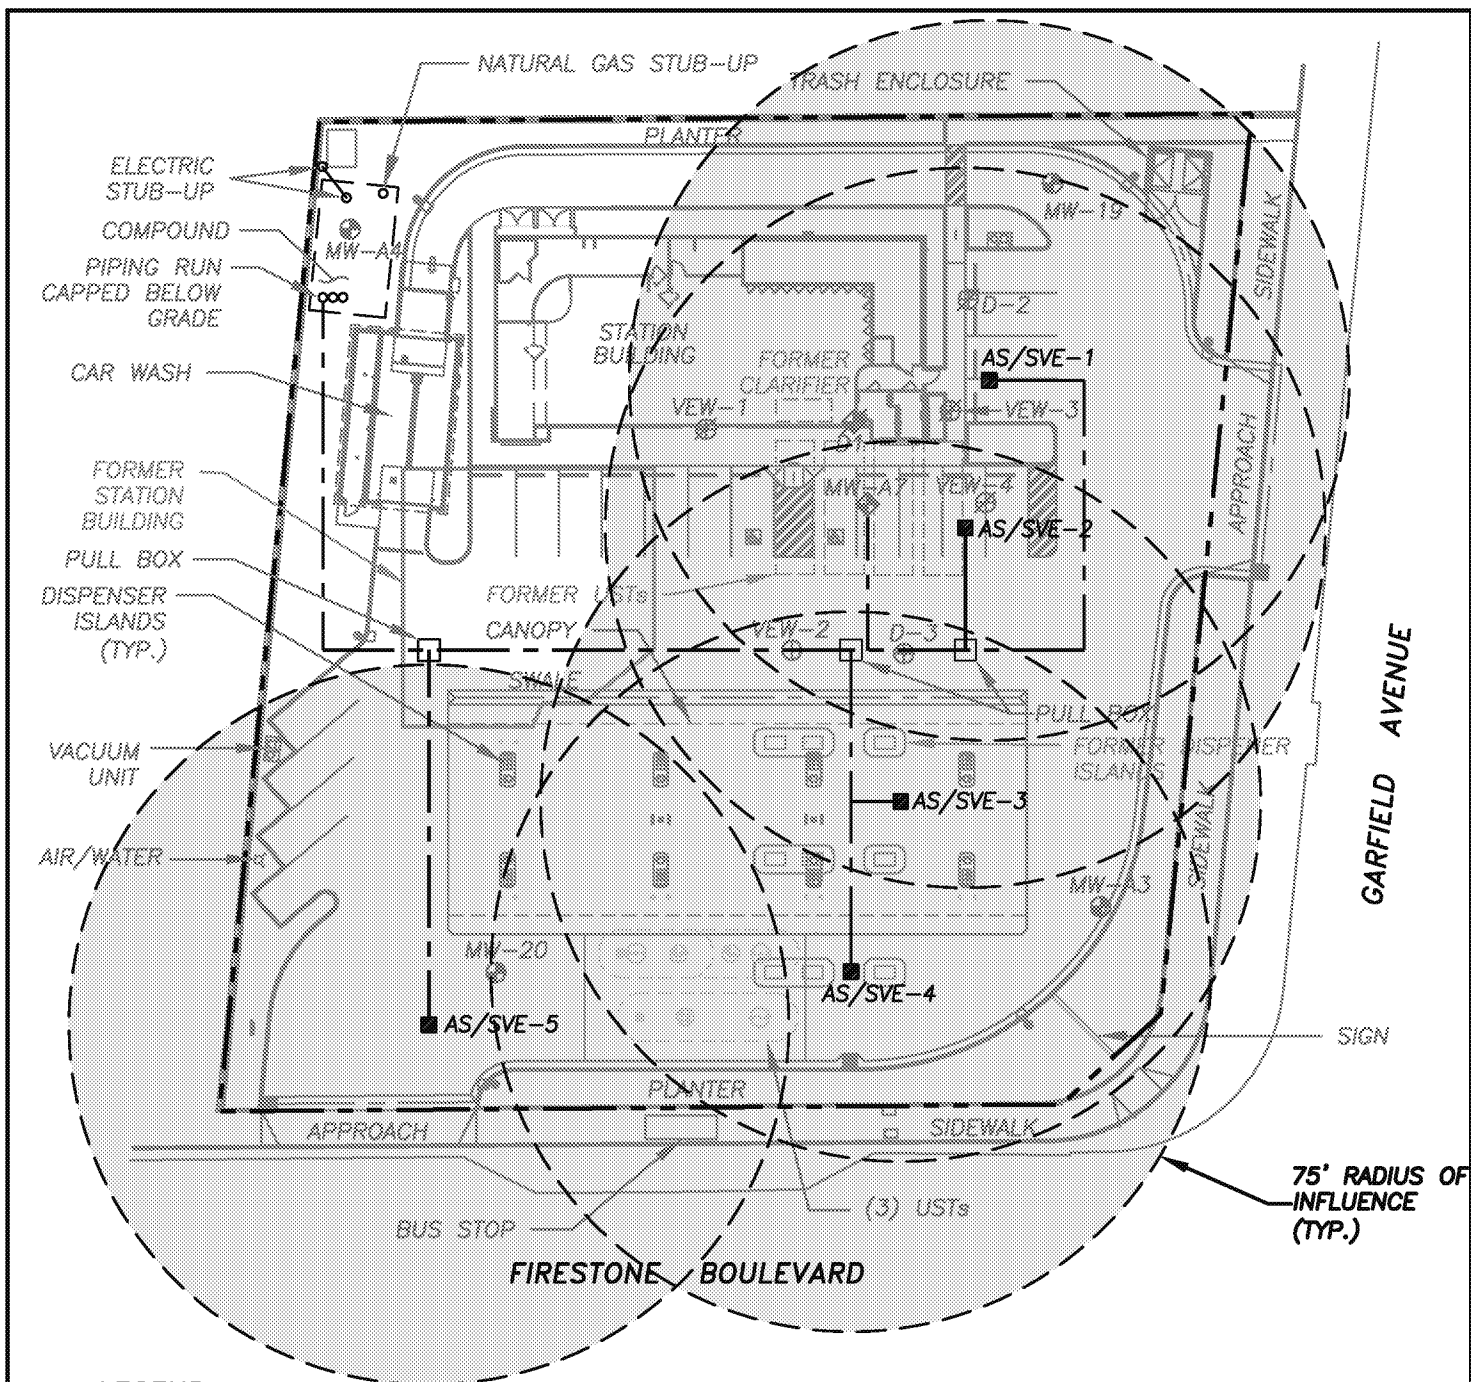 NATURAL GAS STUB-UP
TRASH ENCLOSURE
PLANTER
ELECTRIC
STUB-UP
COMPOUND
MW-A4
MW-19
SIDEWALK
PIPING RUN
CAPPED BELOW
GRADE
D-2
STATION
BUILDING
FORMER
CLARIFIER
AS/SVE-1
CAR WASH
VEW-1
VEW-3
D1
APPROACH
FORMER
STATION
BUILDING
MW-A7
VEW-4
AS/SVE-2
PULL BOX
DISPENSER
ISLANDS
(TYP.)
FORMER USTs
CANOPY
VEW-2
D-3
SWALE
PULL BOX
GARFIELD AVENUE
VACUUM
UNIT
FORMER DISPENER
ISLANDS
AS/SVE-3
SIDEWALK
AIR/WATER
MW-A3
MW-20
AS/SVE-4
AS/SVE-5
SIGN
PLANTER
APPROACH
SIDEWALK
75' RADIUS OF
INFLUENCE
(TYP.)
BUS STOP
(3) USTs
FIRESTONE BOULEVARD